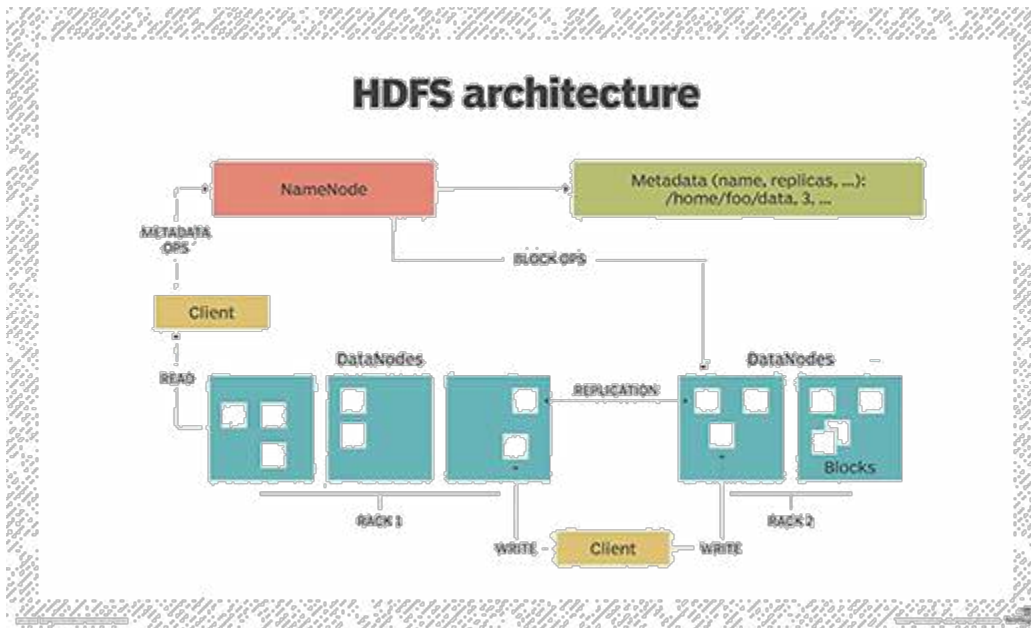 HDFS architecture
NameNode
Metadata (name, replicas, ...):
/home/foo/data, 3, ...
METADATA
OPS
BLOCK OPS
Client
READ
DataNodes
DataNodes
REPLICATION
Blocks
RACK 1
RACK 2
WRITE
Client
WRITE